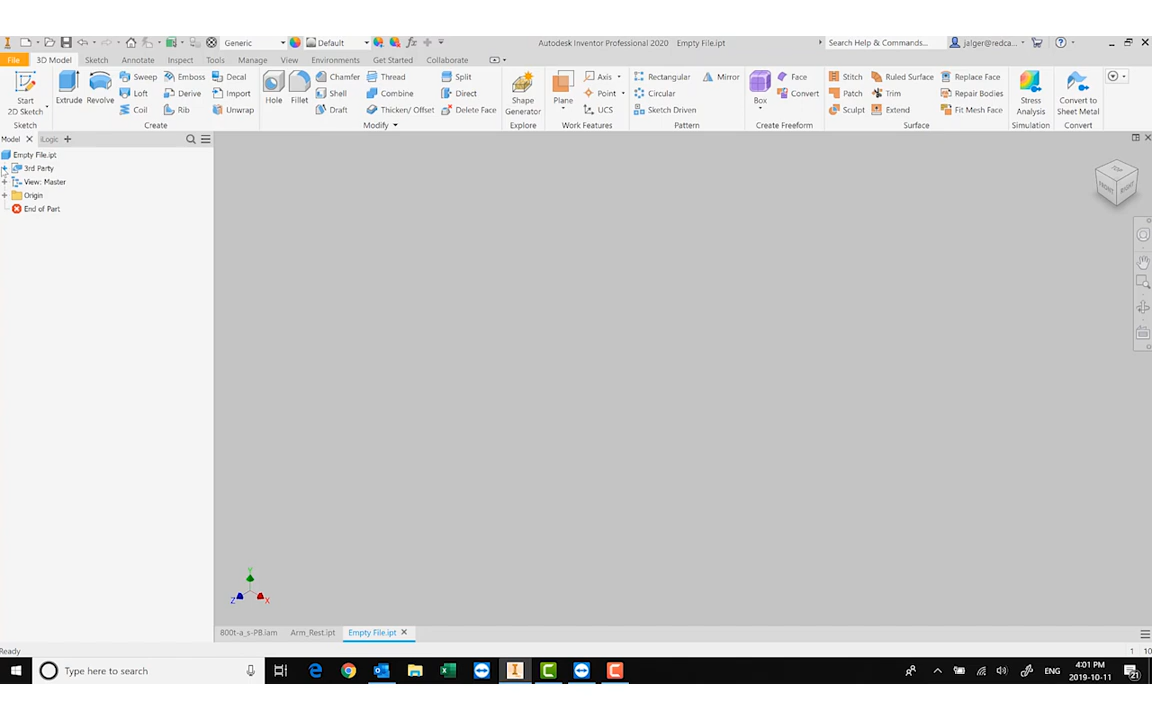 Generic
Default
Autodesk Inventor Professional 2020 Empty File.ipt
Search Help & Commands...
jalger@redca...
File 3D Model Sketch Annotate Inspect Tools Manage View Environments Get Started Collaborate
Start
2D Sketch
Sketch
Extrude Revolve
Sweep Emboss Decal
Loft Derive Import
Coil Rib Unwrap
Create
Hole Fillet
Chamfer Thread Split
Shell Combine Direct
Draft Thicken/ Offset Delete Face
Modify
Shape
Generator
Explore
Plane
Axis
Point
UCS
Work Features
Rectangular Mirror
Circular
Sketch Driven
Pattern
Box
Face
Convert
Create Freeform
Stitch Ruled Surface Replace Face
Patch Trim Repair Bodies
Sculpt Extend Fit Mesh Face
Surface
Stress
Analysis
Simulation
Convert to
Sheet Metal
Convert
Model iLogic
Empty File.ipt
3rd Party
View: Master
Origin
End of Part
TOP
FRONT RIGHT
Y
Z X
800t-a_s-PB.iam Arm_Rest.ipt Empty File.ipt
Ready
1 10
Type here to search
ENG
4:01 PM
2019-10-11
21